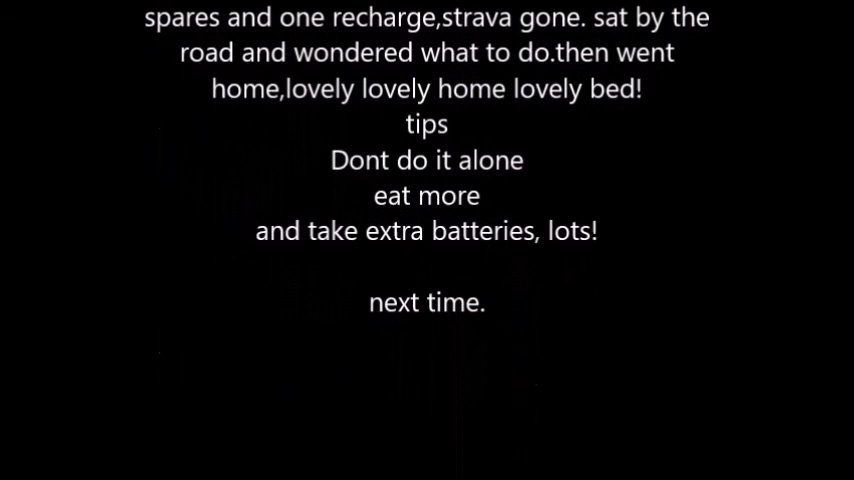 spares and one recharge,strava gone. sat by the
road and wondered what to do.then went
home,lovely lovely home lovely bed!
tips
Dont do it alone
eat more
and take extra batteries, lots!
next time.